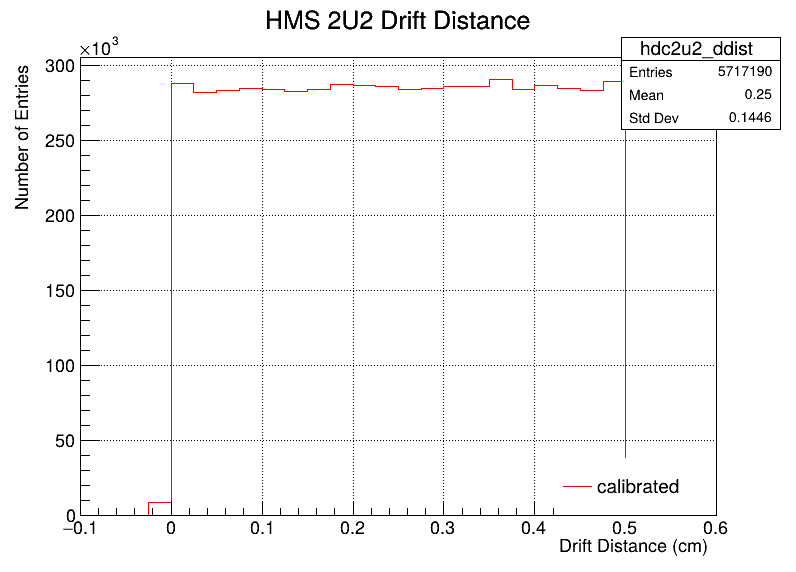 HMS 2U2 Drift Distance
×10³
hdc2u2_ddist
Entries 5717190
Mean 0.25
Std Dev 0.1446
Number of Entries
300
250
200
150
100
50
0
calibrated
−0.1 0 0.1 0.2 0.3 0.4 0.5 0.6
Drift Distance (cm)